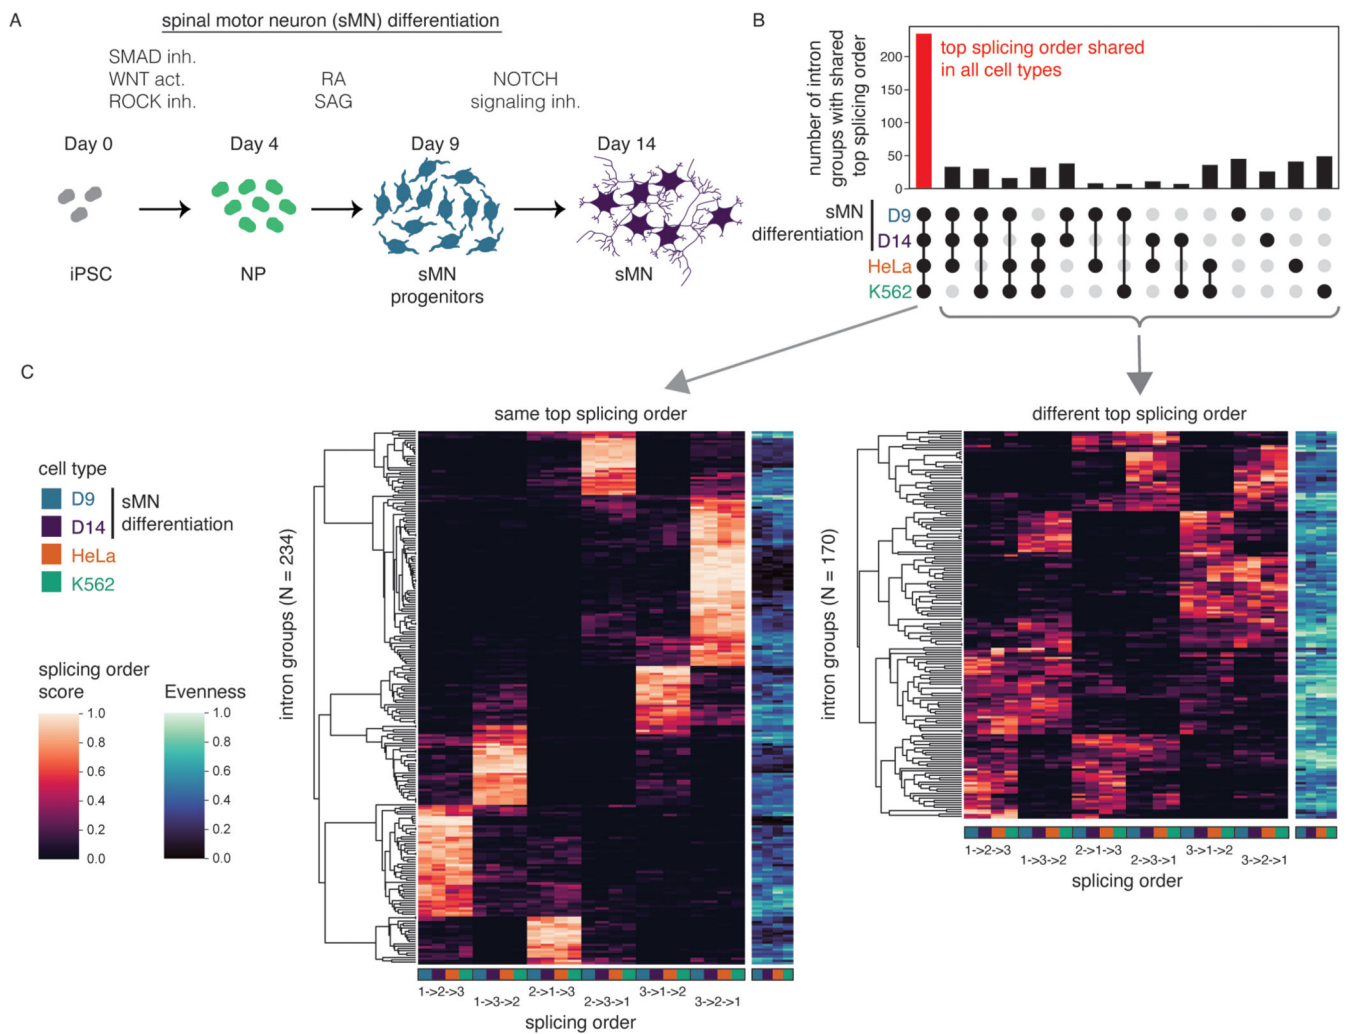 A
spinal motor neuron (sMN) differentiation
SMAD inh.
WNT act.
ROCK inh.
RA
SAG
NOTCH
signaling inh.
Day 0
Day 4
Day 9
Day 14
iPSC
NP
sMN
progenitors
sMN
B
number of intron
groups with shared
top splicing order
200
150
100
50
0
top splicing order shared
in all cell types
sMN
differentiation
D9
D14
HeLa
K562
C
cell type
D9
D14
HeLa
K562
sMN
differentiation
splicing order
score
1.0
0.8
0.6
0.4
0.2
0.0
Evenness
1.0
0.8
0.6
0.4
0.2
0.0
same top splicing order
intron groups (N = 234)
1->2->3
1->3->2
2->1->3
2->3->1
3->1->2
3->2->1
splicing order
different top splicing order
intron groups (N = 170)
1->2->3
1->3->2
2->1->3
2->3->1
3->1->2
3->2->1
splicing order